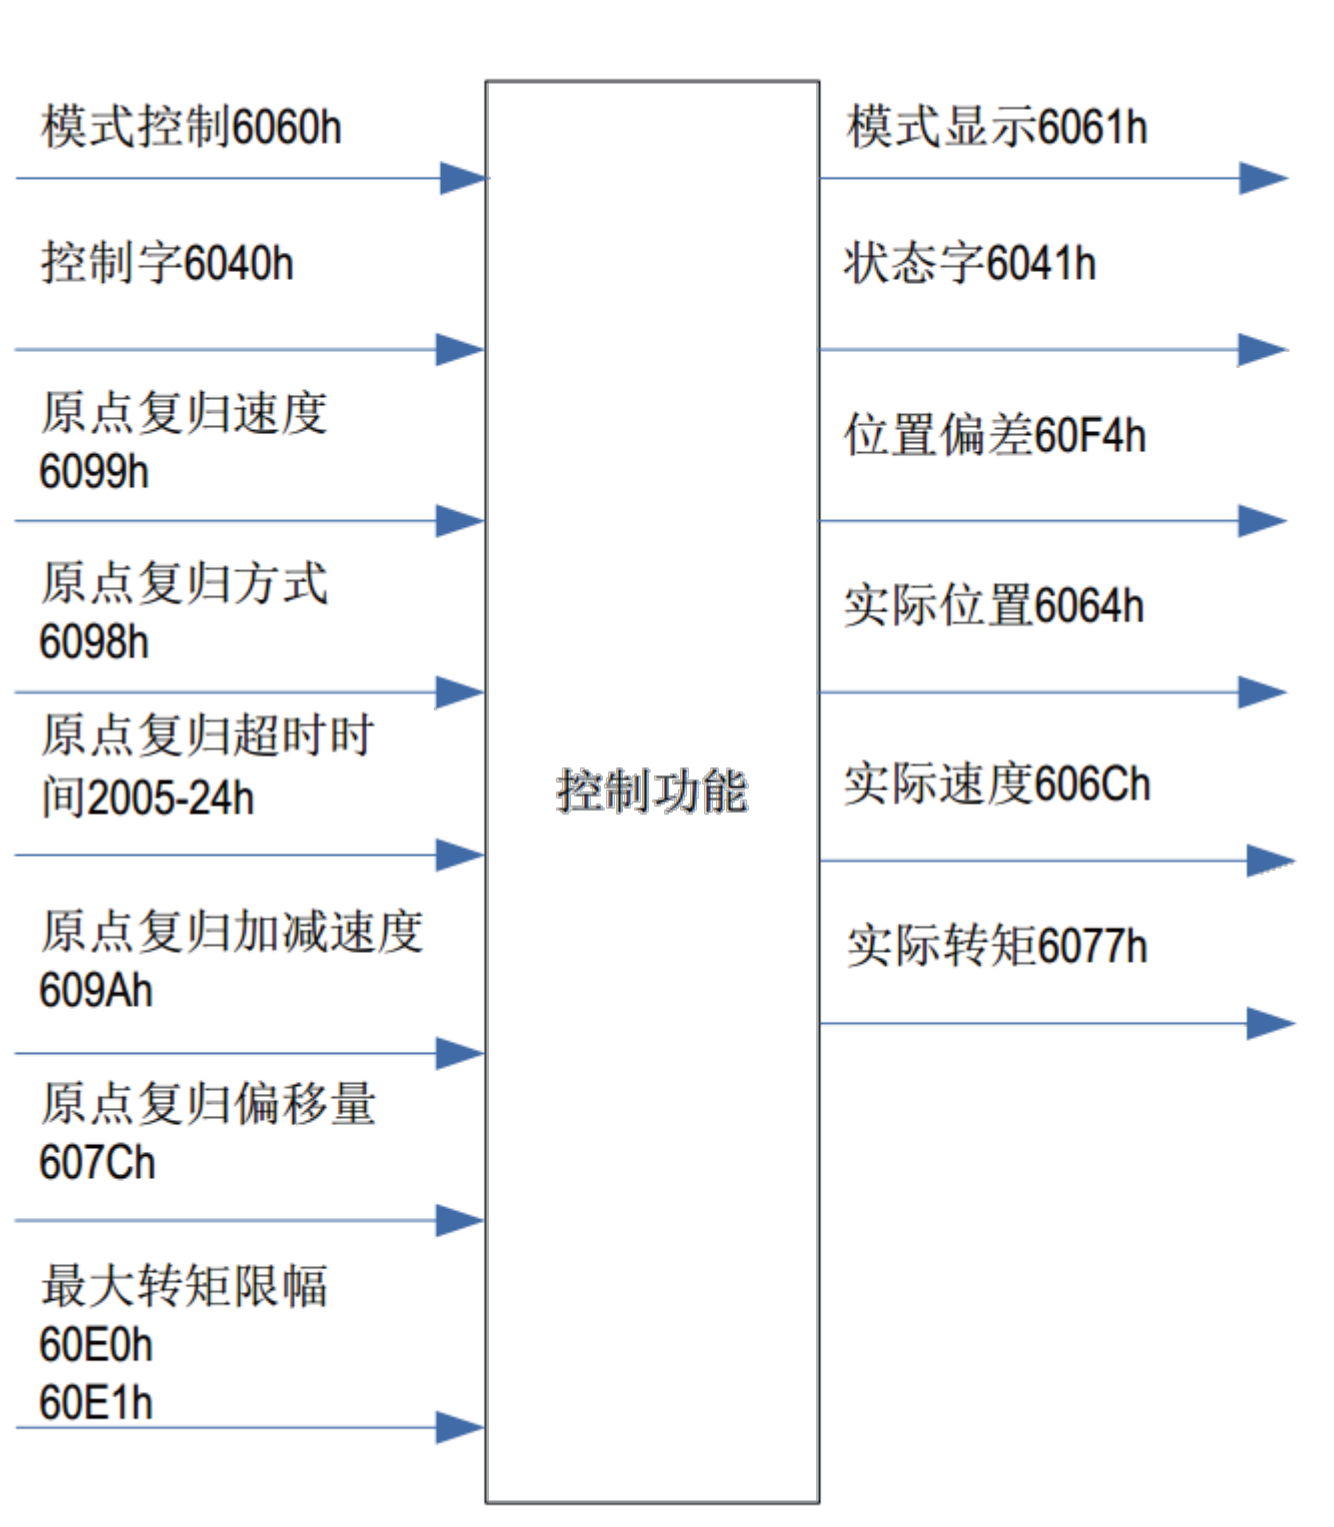 模式控制6060h
控制字6040h
原点复归速度
6099h
原点复归方式
6098h
原点复归超时时
间2005-24h
原点复归加减速度
609Ah
原点复归偏移量
607Ch
最大转矩限幅
60E0h
60E1h
控制功能
模式显示6061h
状态字6041h
位置偏差60F4h
实际位置6064h
实际速度606Ch
实际转矩6077h